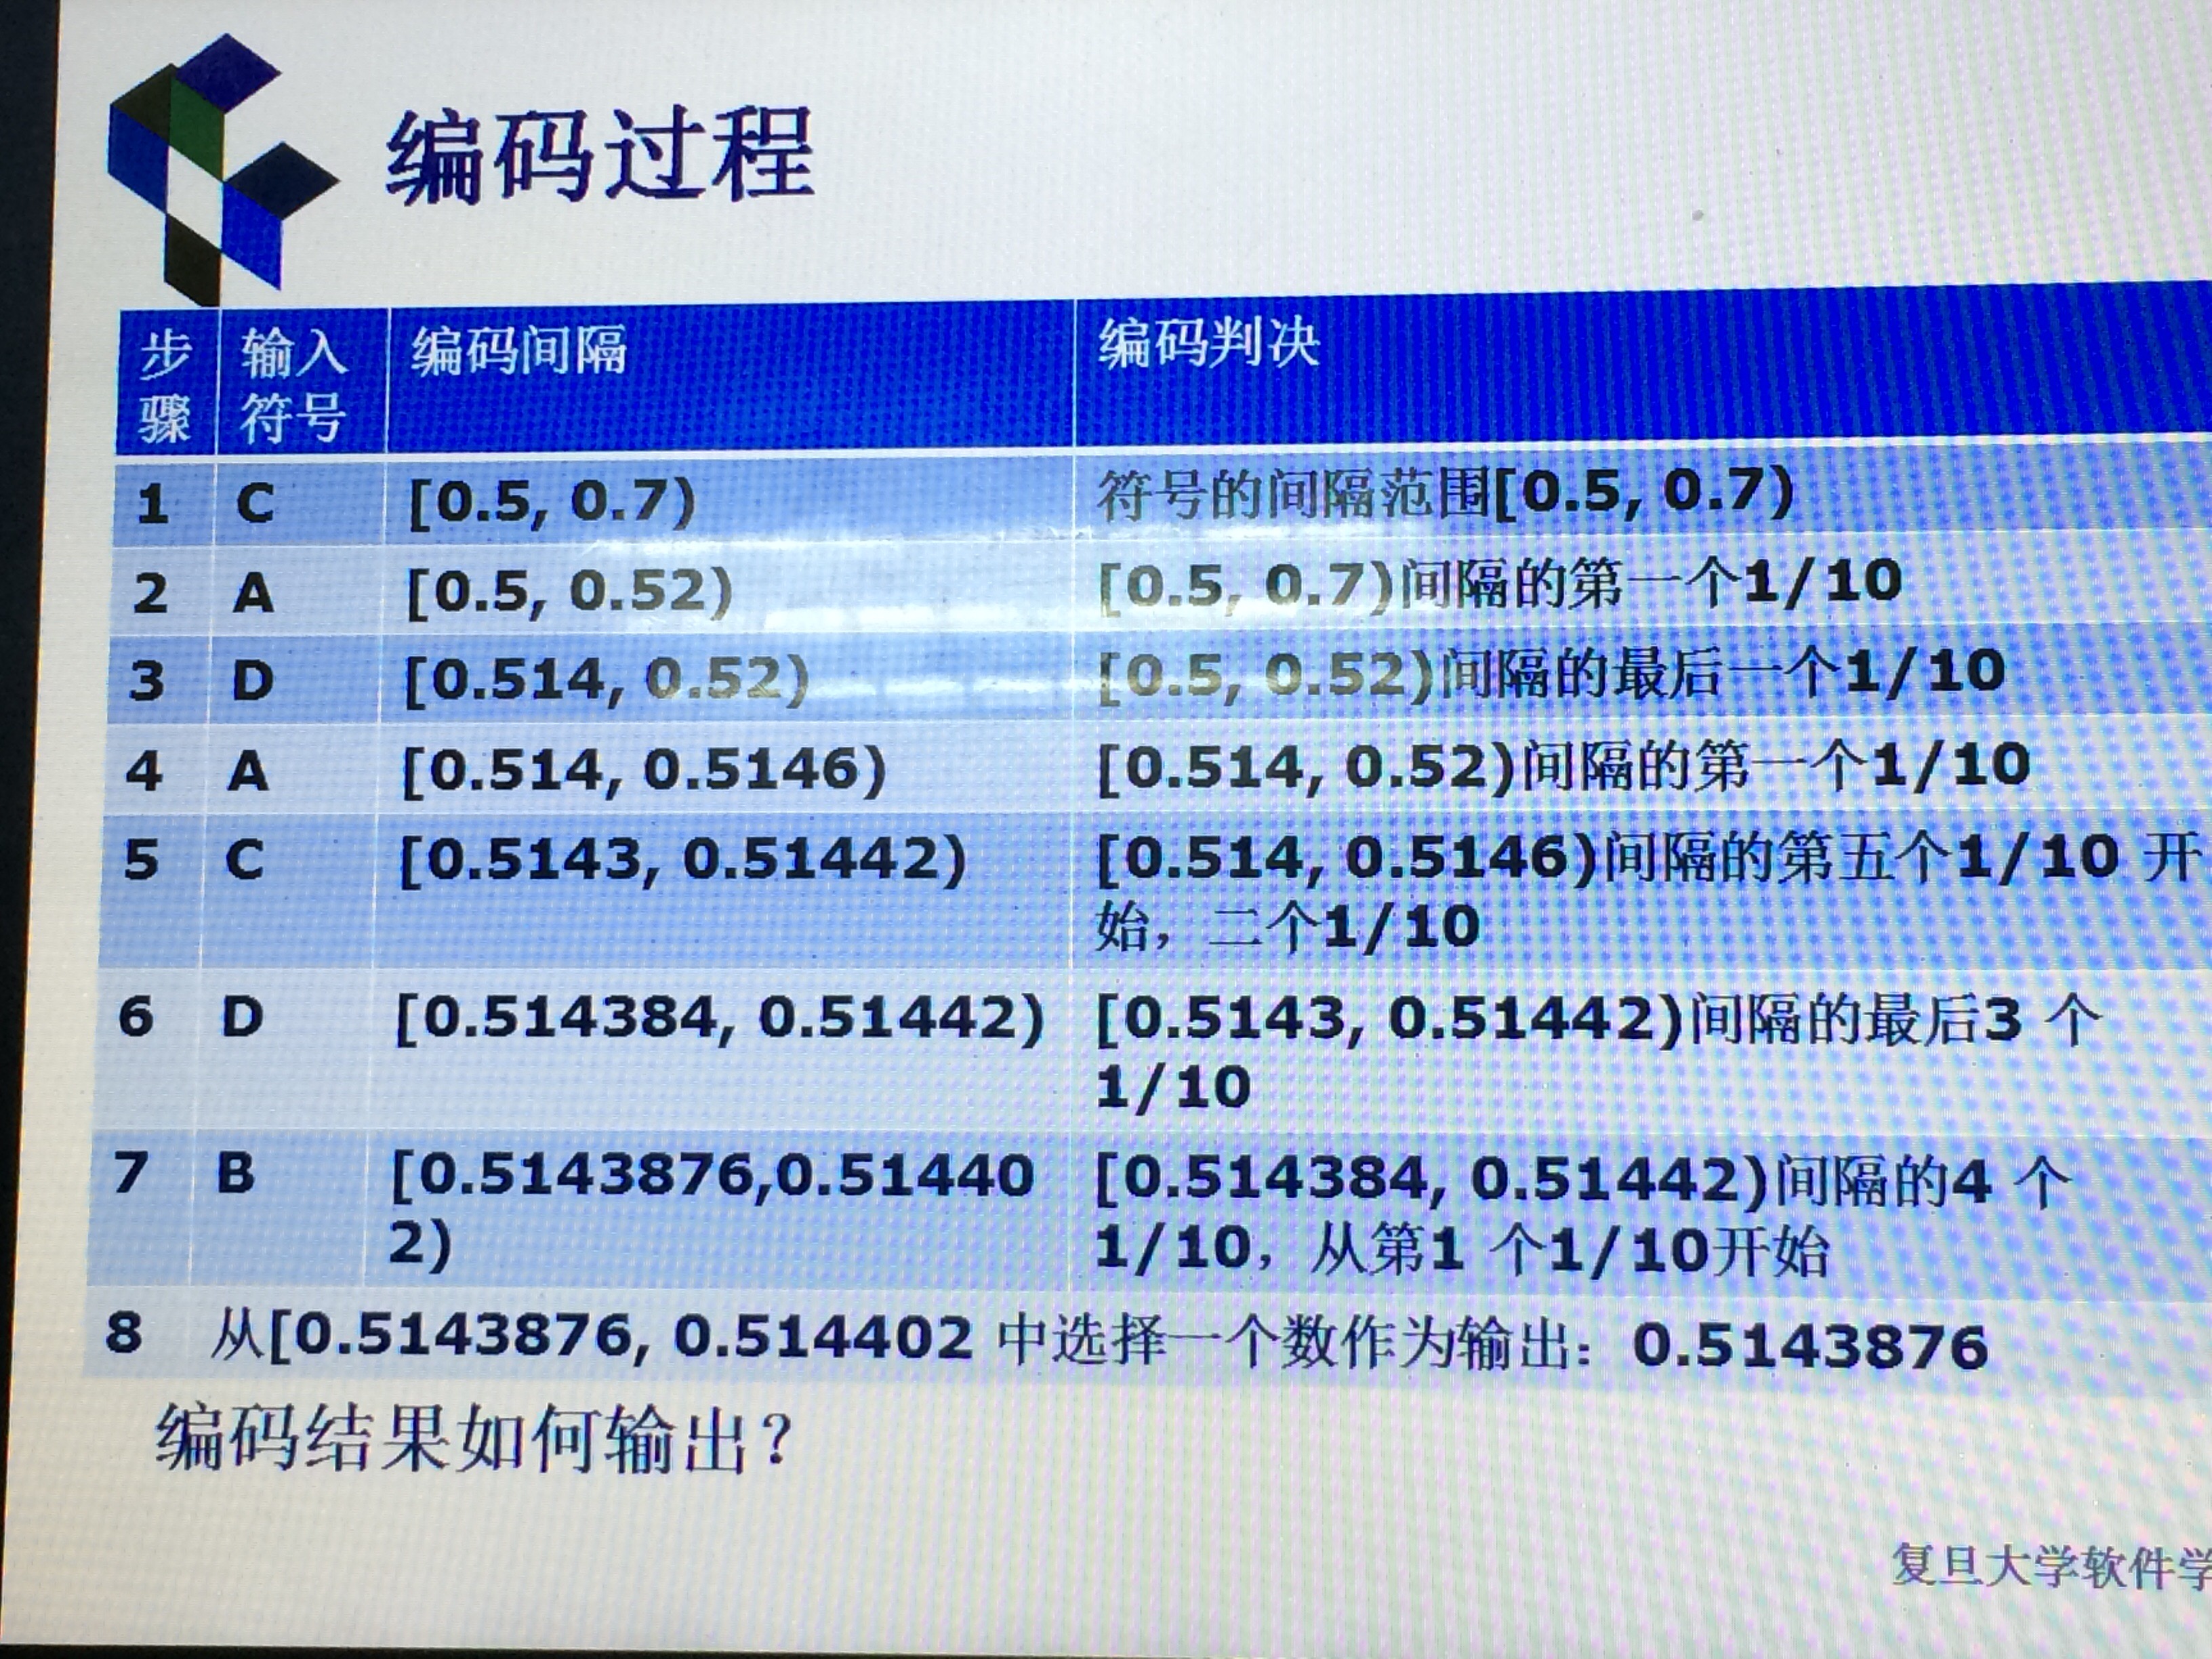 编码过程
步骤 输入符号 编码间隔 编码判决
1 C [0.5, 0.7) 符号的间隔范围[0.5, 0.7)
2 A [0.5, 0.52) [0.5, 0.7)间隔的第一个1/10
3 D [0.514, 0.52) [0.5, 0.52)间隔的最后一个1/10
4 A [0.514, 0.5146) [0.514, 0.52)间隔的第一个1/10
5 C [0.5143, 0.51442) [0.514, 0.5146)间隔的第五个1/10 开
始，二个1/10
6 D [0.514384, 0.51442) [0.5143, 0.51442)间隔的最后3 个
1/10
7 B [0.5143876,0.51440 [0.514384, 0.51442)间隔的4 个
2) 1/10，从第1 个1/10开始
8 从[0.5143876, 0.514402 中选择一个数作为输出：0.5143876
编码结果如何输出？
复旦大学软件学